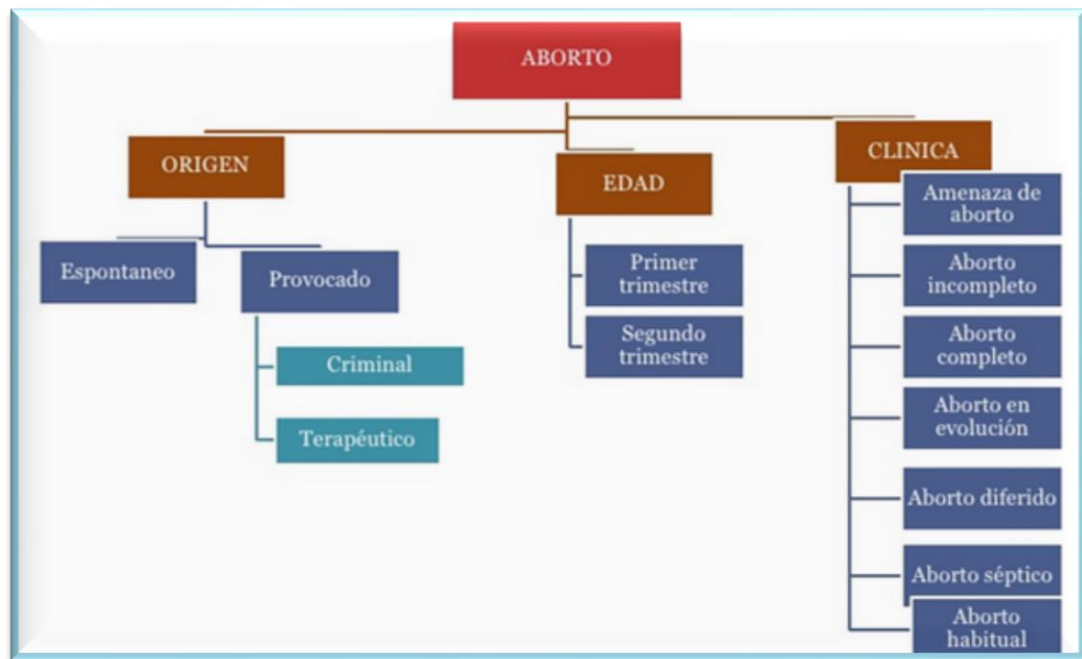 ABORTO
ORIGEN
Espontaneo
Provocado
Criminal
Terapéutico
EDAD
Primer
trimestre
Segundo
trimestre
CLINICA
Amenaza de
aborto
Aborto
incompleto
Aborto
completo
Aborto en
evolución
Aborto diferido
Aborto séptico
Aborto
habitual